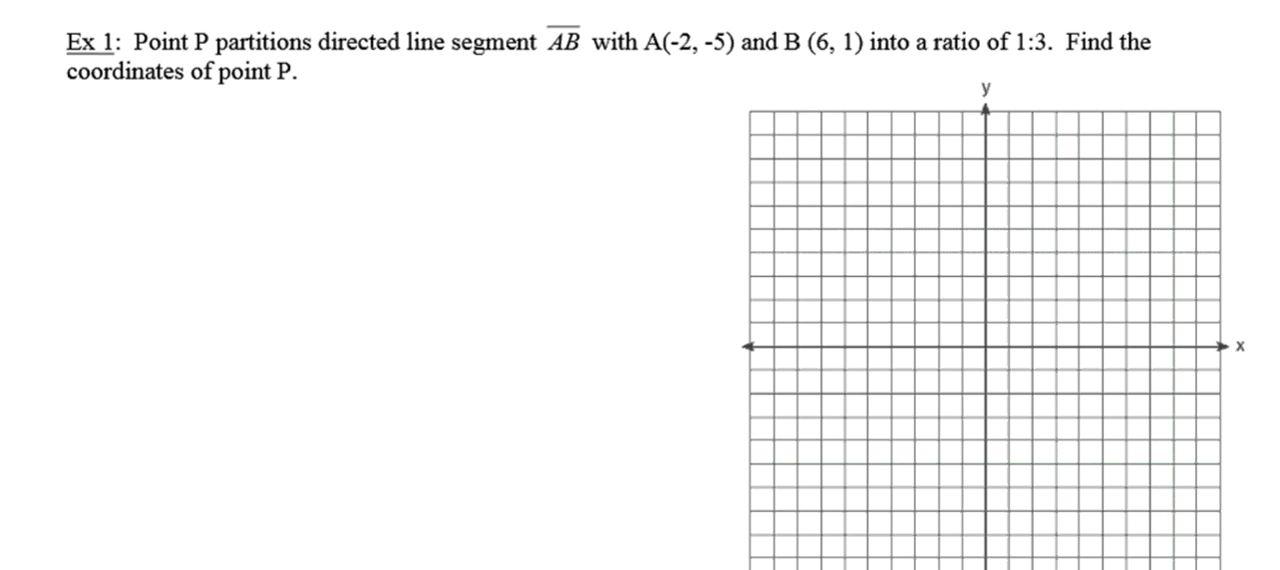 Ex 1: Point P partitions directed line segment AB with A(-2, -5) and B (6, 1) into a ratio of 1:3. Find the
coordinates of point P.
y
x